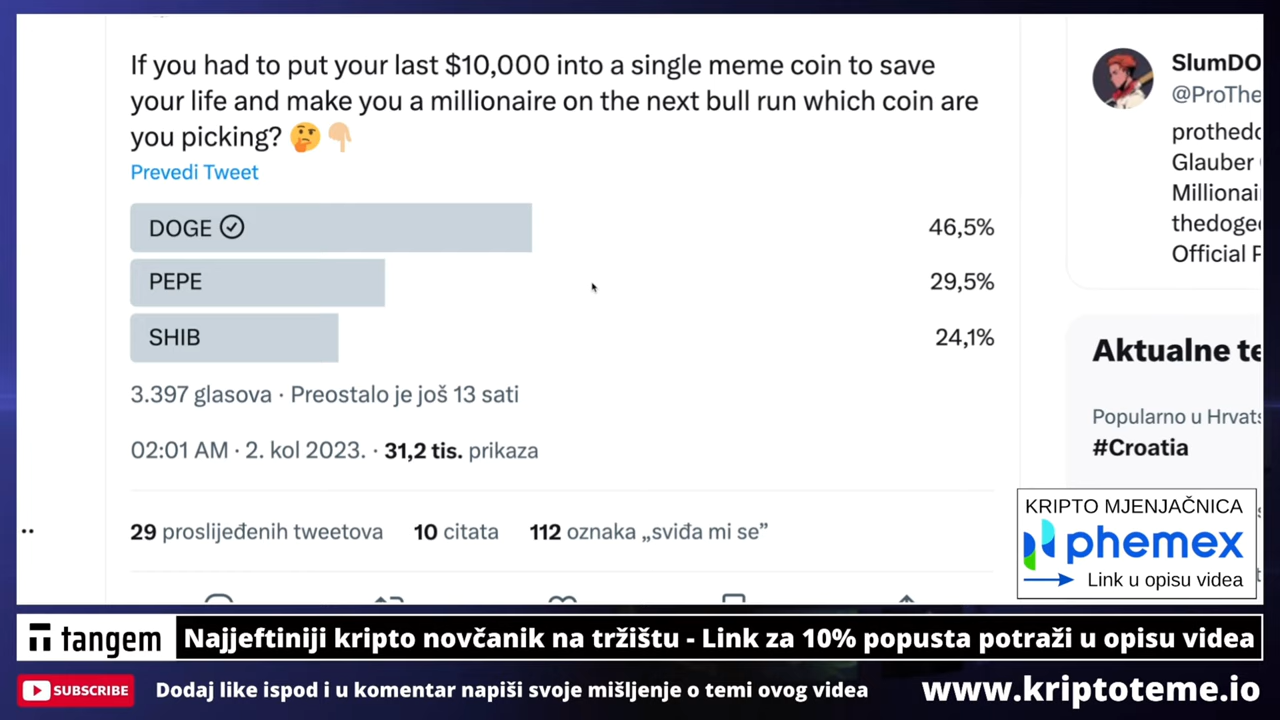 If you had to put your last $10,000 into a single meme coin to save
your life and make you a millionaire on the next bull run which coin are
you picking? 🤔👇🏻
Prevedi Tweet
DOGE 46,5%
PEPE 29,5%
SHIB 24,1%
3.397 glasova · Preostalo je još 13 sati
02:01 AM · 2. kol 2023. · 31,2 tis. prikaza
29 proslijeđenih tweetova 10 citata 112 oznaka „sviđa mi se”
SlumDO
@ProThe
prothedo
Glauber
Millionai
thedoge
Official
Aktualne te
Popularno u Hrvats
#Croatia
KRIPTO MJENJAČNICA
phemex
Link u opisu videa
tangem Najjeftiniji kripto novčanik na tržištu - Link za 10% popusta potraži u opisu videa
SUBSCRIBE Dodaj like ispod i u komentar napiši svoje mišljenje o temi ovog videa www.kriptoteme.io